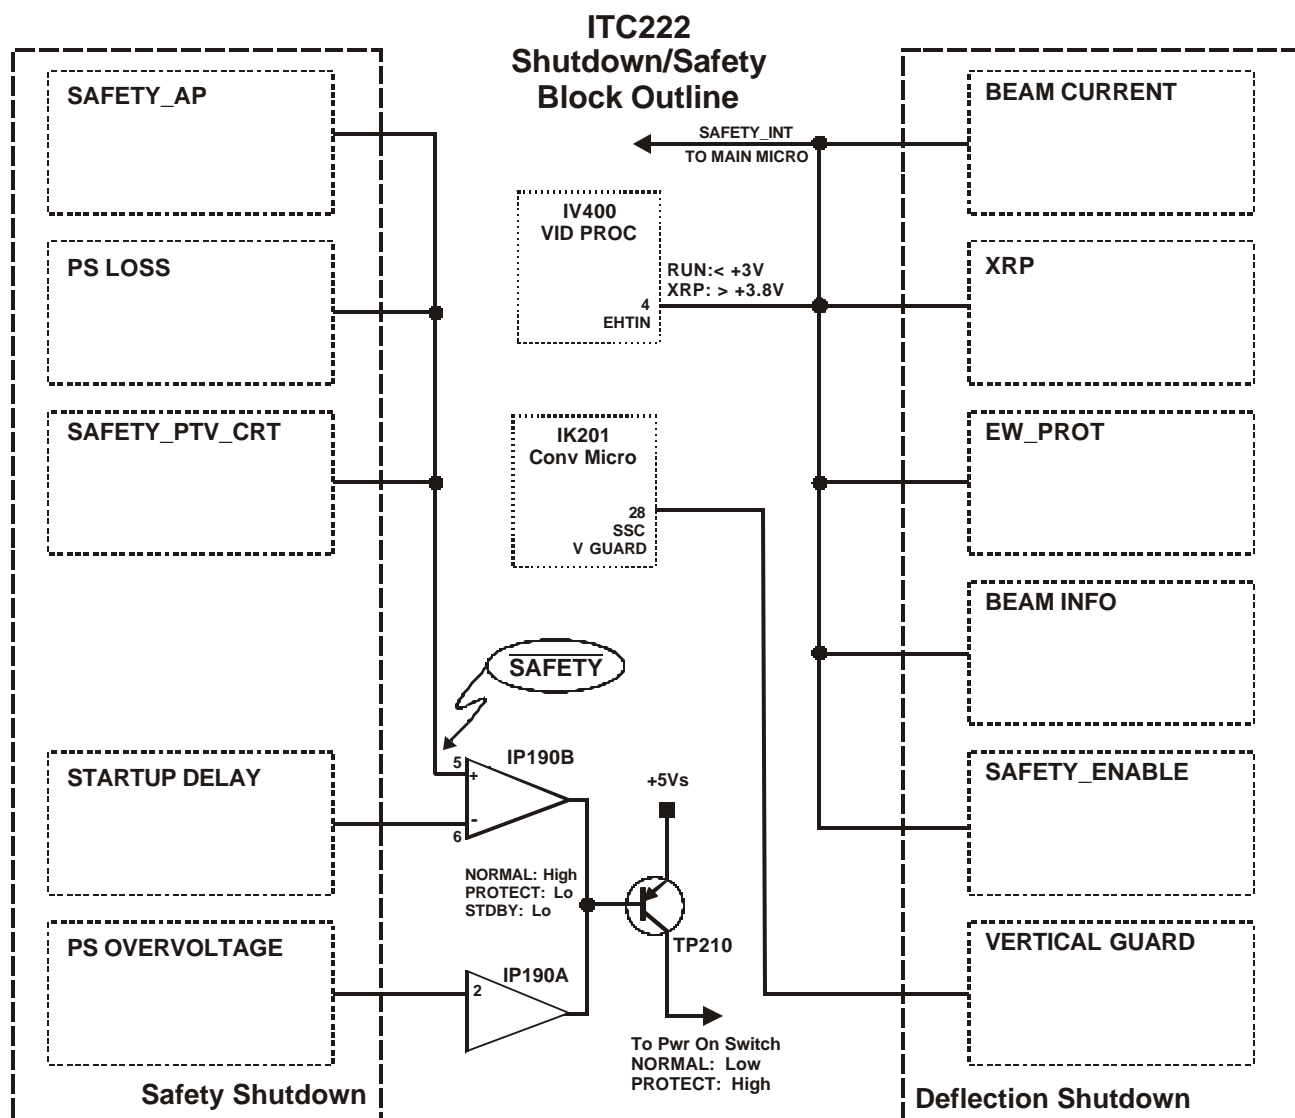 ITC222
Shutdown/Safety
Block Outline
SAFETY_AP
PS LOSS
SAFETY_PTV_CRT
STARTUP DELAY
PS OVERVOLTAGE
Safety Shutdown
SAFETY_INT
TO MAIN MICRO
IV400
VID PROC
4
EHTIN
RUN:< +3V
XRP: > +3.8V
IK201
Conv Micro
28
SSC
V GUARD
SAFETY
5
IP190B
+
-
6
+5Vs
NORMAL: High
PROTECT: Lo
STDBY: Lo
TP210
IP190A
2
To Pwr On Switch
NORMAL: Low
PROTECT: High
BEAM CURRENT
XRP
EW_PROT
BEAM INFO
SAFETY_ENABLE
VERTICAL GUARD
Deflection Shutdown